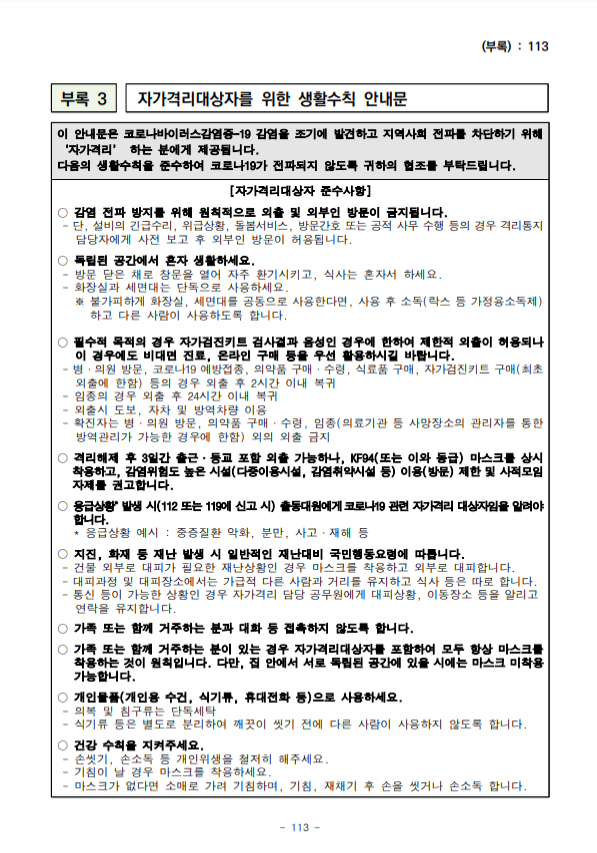 (부록) : 113
부록 3
자가격리대상자를 위한 생활수칙 안내문
이 안내문은 코로나바이러스감염증-19 감염을 조기에 발견하고 지역사회 전파를 차단하기 위해
‘자가격리’ 하는 분에게 제공됩니다.
다음의 생활수칙을 준수하여 코로나19가 전파되지 않도록 귀하의 협조를 부탁드립니다.
[자가격리대상자 준수사항]
○ 감염 전파 방지를 위해 원칙적으로 외출 및 외부인 방문이 금지됩니다.
- 단, 설비의 긴급수리, 위급상황, 돌봄서비스, 방문간호 또는 공적 사무 수행 등의 경우 격리통지
담당자에게 사전 보고 후 외부인 방문이 허용됩니다.
○ 독립된 공간에서 혼자 생활하세요.
- 방문 닫은 채로 창문을 열어 자주 환기시키고, 식사는 혼자서 하세요.
- 화장실과 세면대는 단독으로 사용하세요.
※ 불가피하게 화장실, 세면대를 공동으로 사용한다면, 사용 후 소독(락스 등 가정용소독제)
하고 다른 사람이 사용하도록 합니다.
○ 필수적 목적의 경우 자가검진키트 검사결과 음성인 경우에 한하여 제한적 외출이 허용되나
이 경우에도 비대면 진료, 온라인 구매 등을 우선 활용하시길 바랍니다.
- 병·의원 방문, 코로나19 예방접종, 의약품 구매·수령, 식료품 구매, 자가검진키트 구매(최초
외출에 한함) 등의 경우 외출 후 2시간 이내 복귀
- 임종의 경우 외출 후 24시간 이내 복귀
- 외출시 도보, 자차 및 방역차량 이용
- 확진자는 병·의원 방문, 의약품 구매·수령, 임종(의료기관 등 사망장소의 관리자를 통한
방역관리가 가능한 경우에 한함) 외의 외출 금지
○ 격리해제 후 3일간 출근·등교 포함 외출 가능하나, KF94(또는 이와 동급) 마스크를 상시
착용하고, 감염위험도 높은 시설(다중이용시설, 감염취약시설 등) 이용(방문) 제한 및 사적모임
자제를 권고합니다.
○ 응급상황* 발생 시(112 또는 119에 신고 시) 출동대원에게 코로나19 관련 자가격리 대상자임을 알려야
합니다.
* 응급상황 예시 : 중증질환 악화, 분만, 사고·재해 등
○ 지진, 화재 등 재난 발생 시 일반적인 재난대비 국민행동요령에 따릅니다.
- 건물 외부로 대피가 필요한 재난상황인 경우 마스크를 착용하고 외부로 대피합니다.
- 대피과정 및 대피장소에서는 가급적 다른 사람과 거리를 유지하고 식사 등은 따로 합니다.
- 통신 등이 가능한 상황인 경우 자가격리 담당 공무원에게 대피상황, 이동장소 등을 알리고
연락을 유지합니다.
○ 가족 또는 함께 거주하는 분과 대화 등 접촉하지 않도록 합니다.
○ 가족 또는 함께 거주하는 분이 있는 경우 자가격리대상자를 포함하여 모두 항상 마스크를
착용하는 것이 원칙입니다. 다만, 집 안에서 서로 독립된 공간에 있을 시에는 마스크 미착용
가능합니다.
○ 개인물품(개인용 수건, 식기류, 휴대전화 등)으로 사용하세요.
- 의복 및 침구류는 단독세탁
- 식기류 등은 별도로 분리하여 깨끗이 씻기 전에 다른 사람이 사용하지 않도록 합니다.
○ 건강 수칙을 지켜주세요.
- 손씻기, 손소독 등 개인위생을 철저히 해주세요.
- 기침이 날 경우 마스크를 착용하세요.
- 마스크가 없다면 소매로 가려 기침하며, 기침, 재채기 후 손을 씻거나 손소독 합니다.
- 113 -